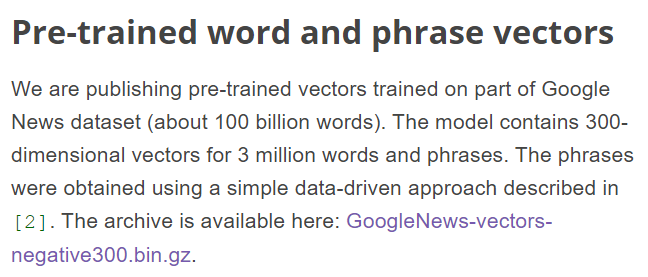 Pre-trained word and phrase vectors
We are publishing pre-trained vectors trained on part of Google
News dataset (about 100 billion words). The model contains 300-
dimensional vectors for 3 million words and phrases. The phrases
were obtained using a simple data-driven approach described in
[2]. The archive is available here: GoogleNews-vectors-
negative300.bin.gz.